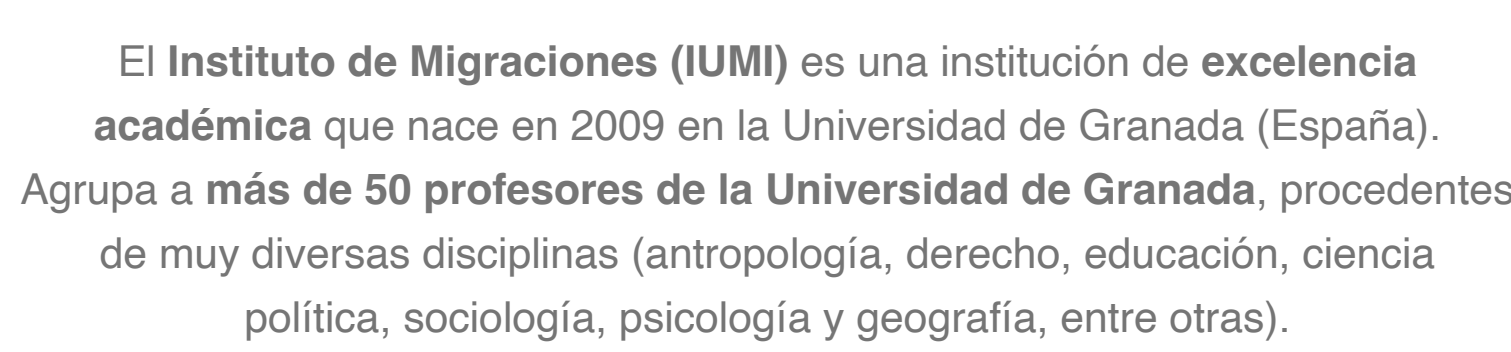 El Instituto de Migraciones (IUMI) es una institución de excelencia
académica que nace en 2009 en la Universidad de Granada (España).
Agrupa a más de 50 profesores de la Universidad de Granada, procedentes
de muy diversas disciplinas (antropología, derecho, educación, ciencia
política, sociología, psicología y geografía, entre otras).